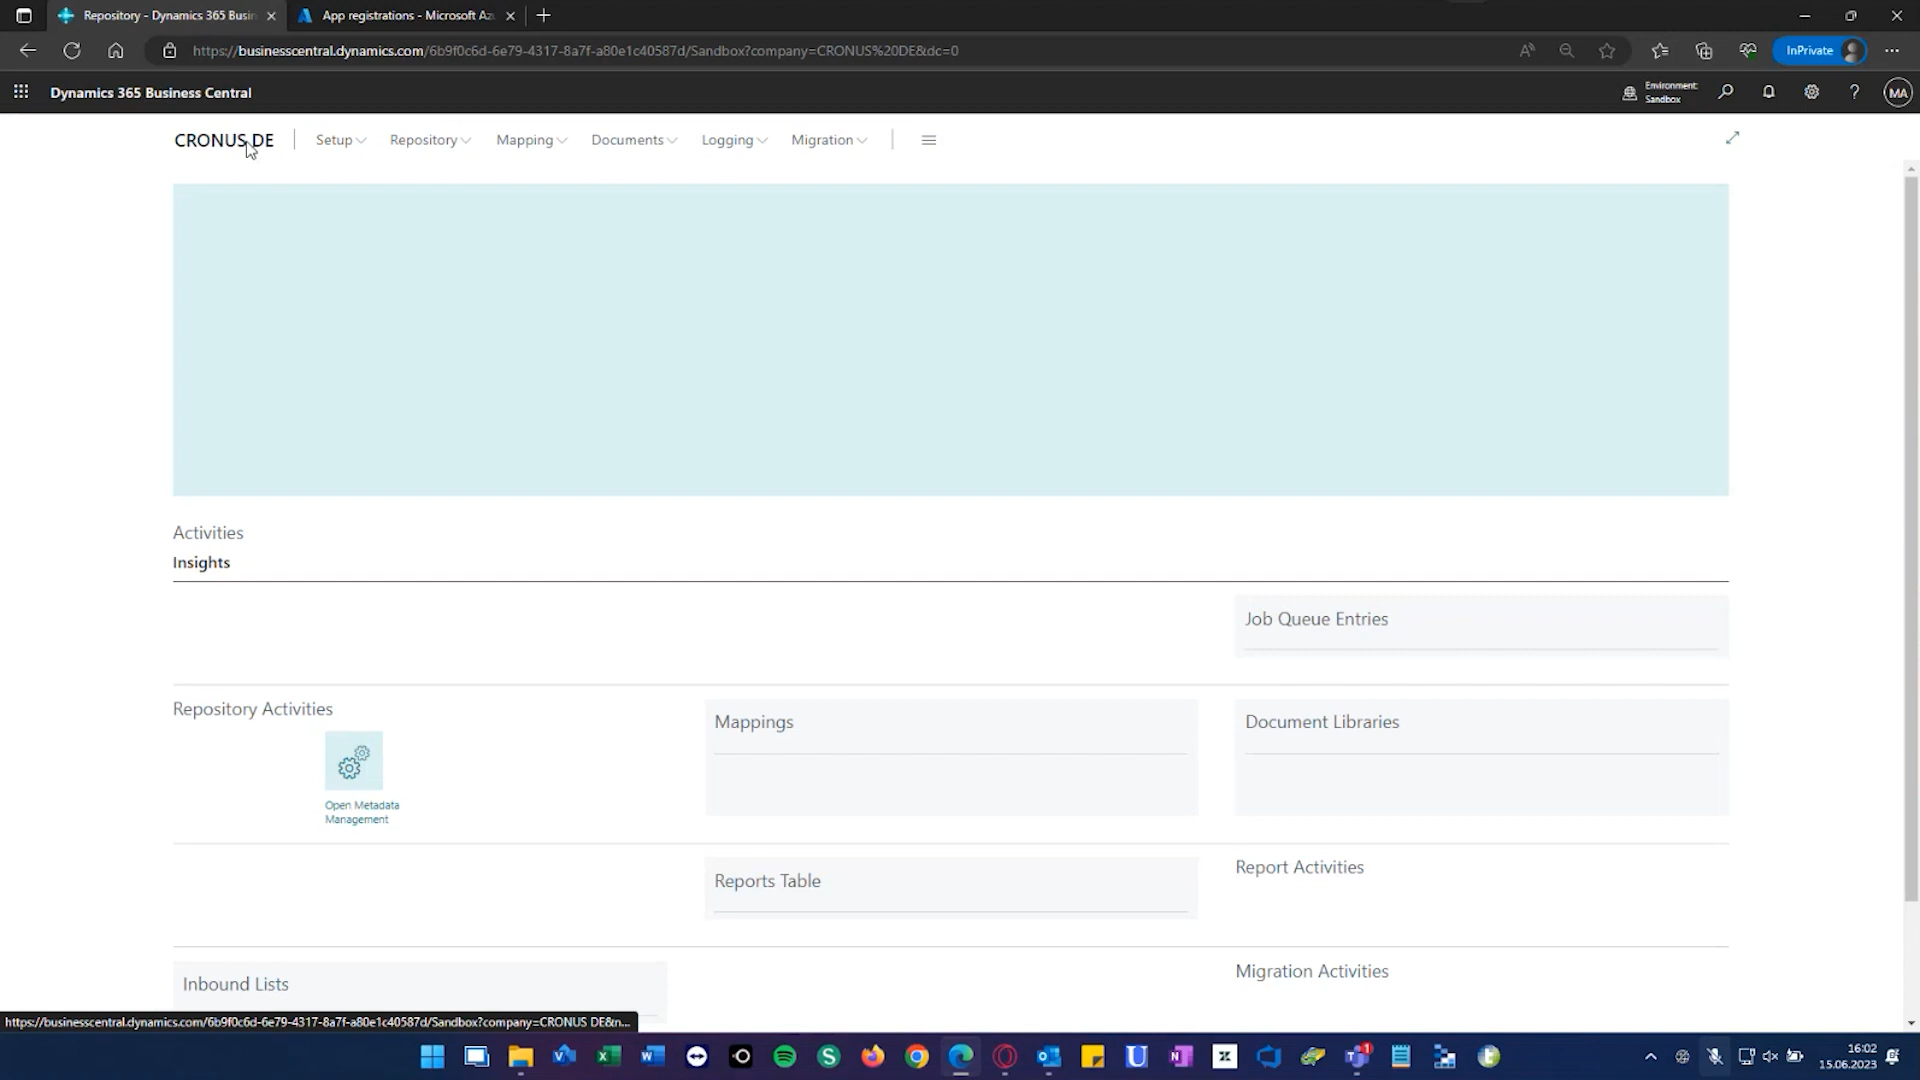 Repository - Dynamics 365 Busin
App registrations - Microsoft Az
https://businesscentral.dynamics.com/6b9f0c6d-6e79-4317-8a7f-a80e1c40587d/Sandbox?company=CRONUS%20DE&dc=0
InPrivate
Dynamics 365 Business Central
Environment:
Sandbox
MA
CRONUS DE
Setup
Repository
Mapping
Documents
Logging
Migration
Activities
Insights
Job Queue Entries
Repository Activities
Mappings
Document Libraries
Open Metadata
Management
Reports Table
Report Activities
Inbound Lists
Migration Activities
https://businesscentral.dynamics.com/6b9f0c6d-6e79-4317-8a7f-a80e1c40587d/Sandbox?company=CRONUS DE&n...
16:02
15.06.2023